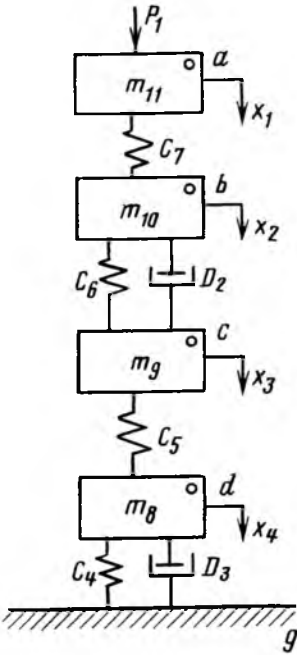 P₁
a
m₁₁
x₁
C₇
b
m₁₀
x₂
C₆
D₂
c
m₉
x₃
C₅
d
m₈
x₄
C₄
D₃
g